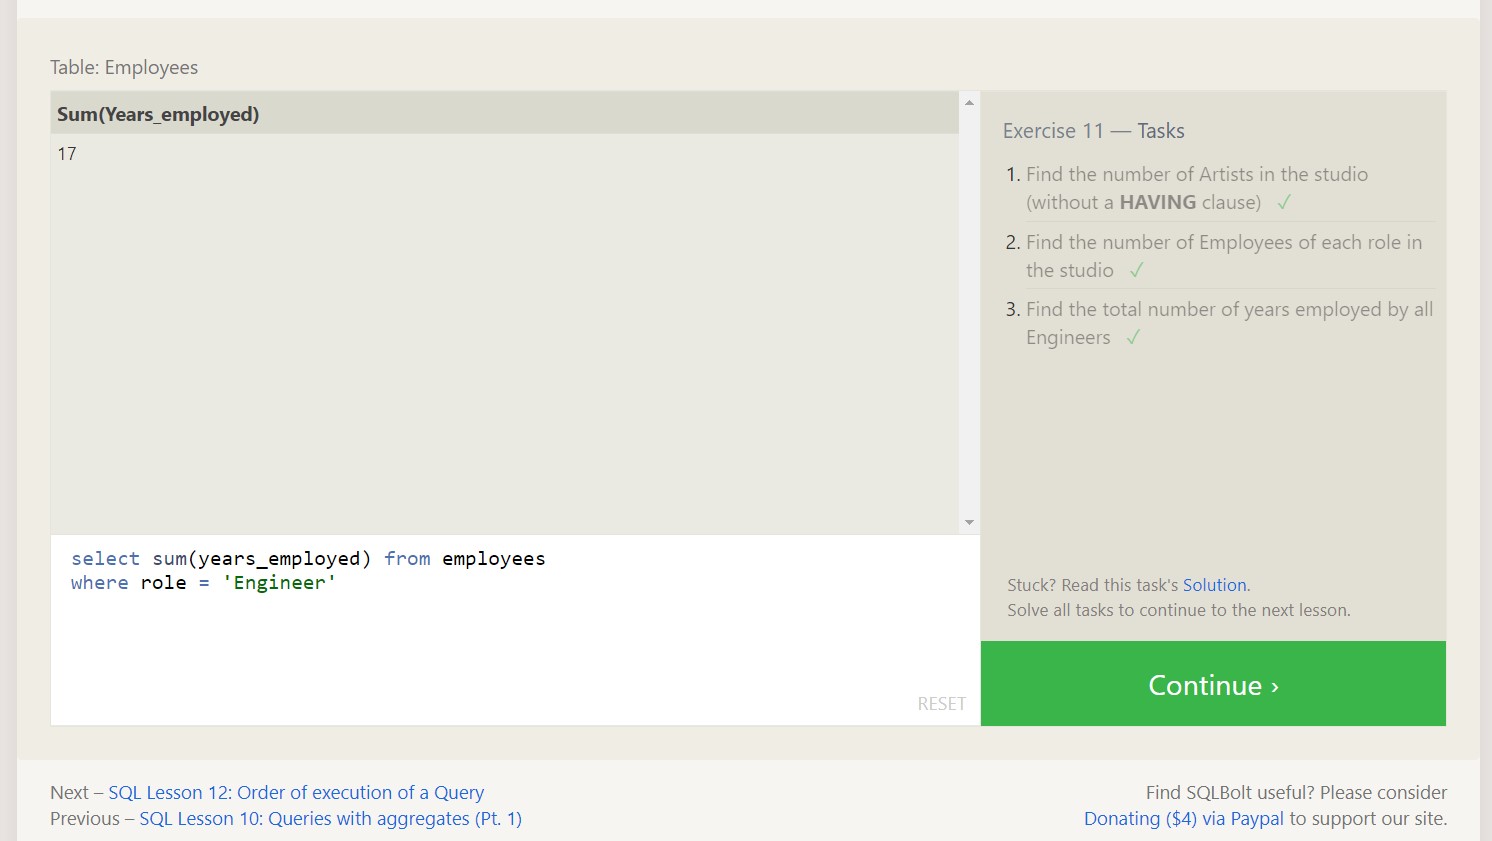 Table: Employees
Sum(Years_employed)
17
select sum(years_employed) from employees
where role = 'Engineer'
RESET
Exercise 11 — Tasks
1. Find the number of Artists in the studio
(without a HAVING clause) ✓
2. Find the number of Employees of each role in
the studio ✓
3. Find the total number of years employed by all
Engineers ✓
Stuck? Read this task's Solution.
Solve all tasks to continue to the next lesson.
Continue ›
Next – SQL Lesson 12: Order of execution of a Query
Previous – SQL Lesson 10: Queries with aggregates (Pt. 1)
Find SQLBolt useful? Please consider
Donating ($4) via Paypal to support our site.